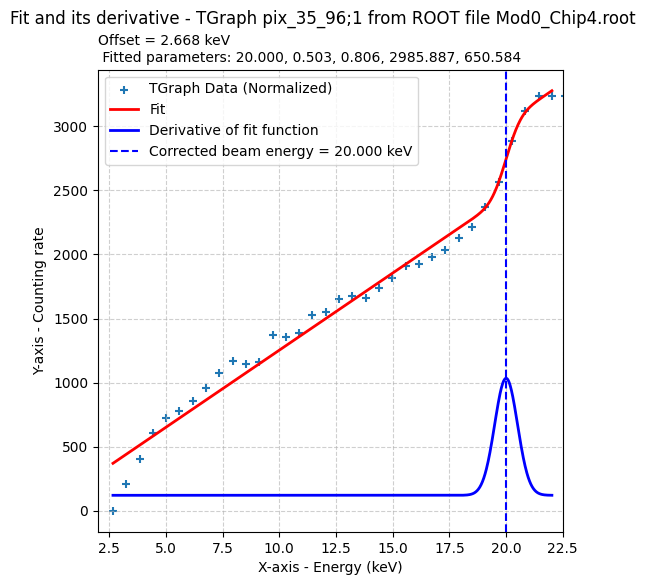 Fit and its derivative - TGraph pix_35_96;1 from ROOT file Mod0_Chip4.root
Offset = 2.668 keV
Fitted parameters: 20.000, 0.503, 0.806, 2985.887, 650.584
TGraph Data (Normalized)
Fit
Derivative of fit function
Corrected beam energy = 20.000 keV
Y-axis - Counting rate
3000
2500
2000
1500
1000
500
0
2.5 5.0 7.5 10.0 12.5 15.0 17.5 20.0 22.5
X-axis - Energy (keV)